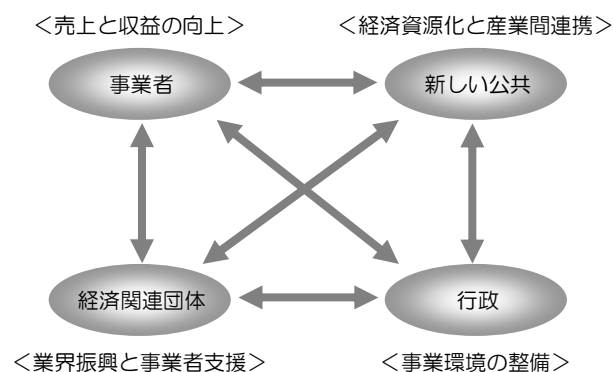 ＜売上と収益の向上＞
＜経済資源化と産業間連携＞
事業者
新しい公共
経済関連団体
行政
＜業界振興と事業者支援＞
＜事業環境の整備＞